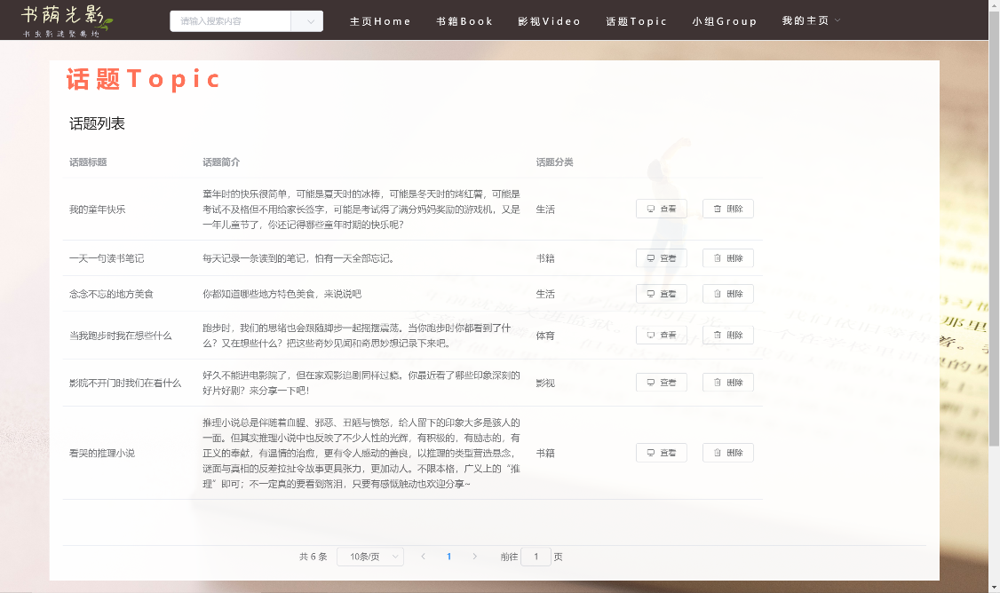 书荫光影
书虫影迷聚集地
请输入搜索内容
主页Home 书籍Book 影视Video 话题Topic 小组Group 我的主页
话题Topic
话题列表
话题标题 话题简介 话题分类
我的童年快乐
童年时的快乐很简单，可能是夏天时的冰棒，可能是冬天时的烤红薯，可能是
考试不及格但不用给家长签字，可能是考试得了满分妈妈奖励的游戏机，又是
一年儿童节了，你还记得哪些童年时期的快乐呢？
生活 查看 删除
一天一句读书笔记 每天记录一条读到的笔记，怕有一天全部忘记。 书籍 查看 删除
念念不忘的地方美食 你都知道哪些地方特色美食，来说说吧 生活 查看 删除
当我跑步时我在想些什么
跑步时，我们的思绪也会跟随脚步一起摇摆震荡。当你跑步时你都看到了什
么？又在想些什么？把这些奇妙见闻和奇思妙想记录下来吧。
体育 查看 删除
影院不开门时我们在看什么
好久不能进电影院了，但在家观影追剧同样过瘾。你最近看了哪些印象深刻的
好片好剧？来分享一下吧！
影视 查看 删除
看哭的推理小说
推理小说总是伴随着血腥、邪恶、丑陋与愤怒，给人留下的印象大多是骇人的
一面。但其实推理小说中也反映了不少人性的光辉，有积极的，有励志的，有
正义的奉献，有温情的治愈，更有令人感动的善良，以推理的类型营造悬念，
谜面与真相的反差拉扯令故事更具张力，更加动人。不限本格，广义上的“推
理”即可；不一定真的要看到落泪，只要有感慨触动也欢迎分享~
书籍 查看 删除
共 6 条 10条/页 1 前往 1 页